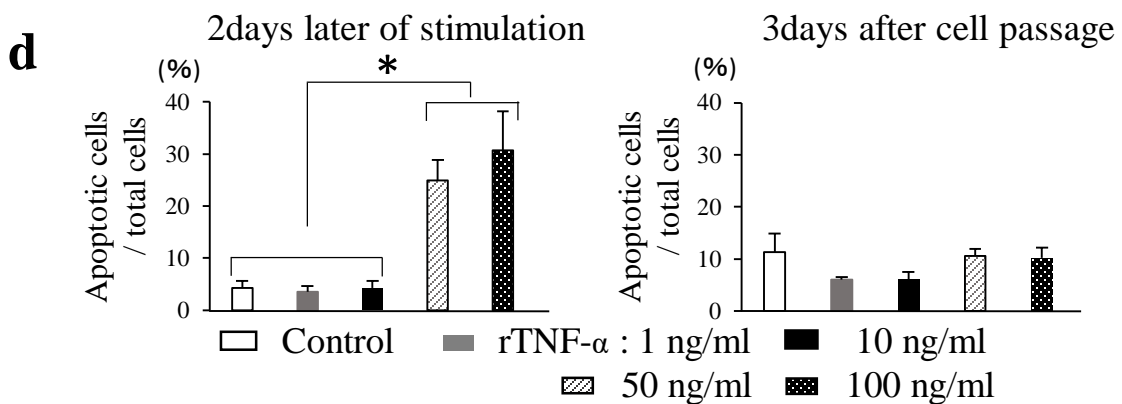 d
2days later of stimulation
(%)
*
40
30
20
10
0
Apoptotic cells
/ total cells
3days after cell passage
(%)
40
30
20
10
0
Apoptotic cells
/ total cells
Control
rTNF-α : 1 ng/ml
10 ng/ml
50 ng/ml
100 ng/ml